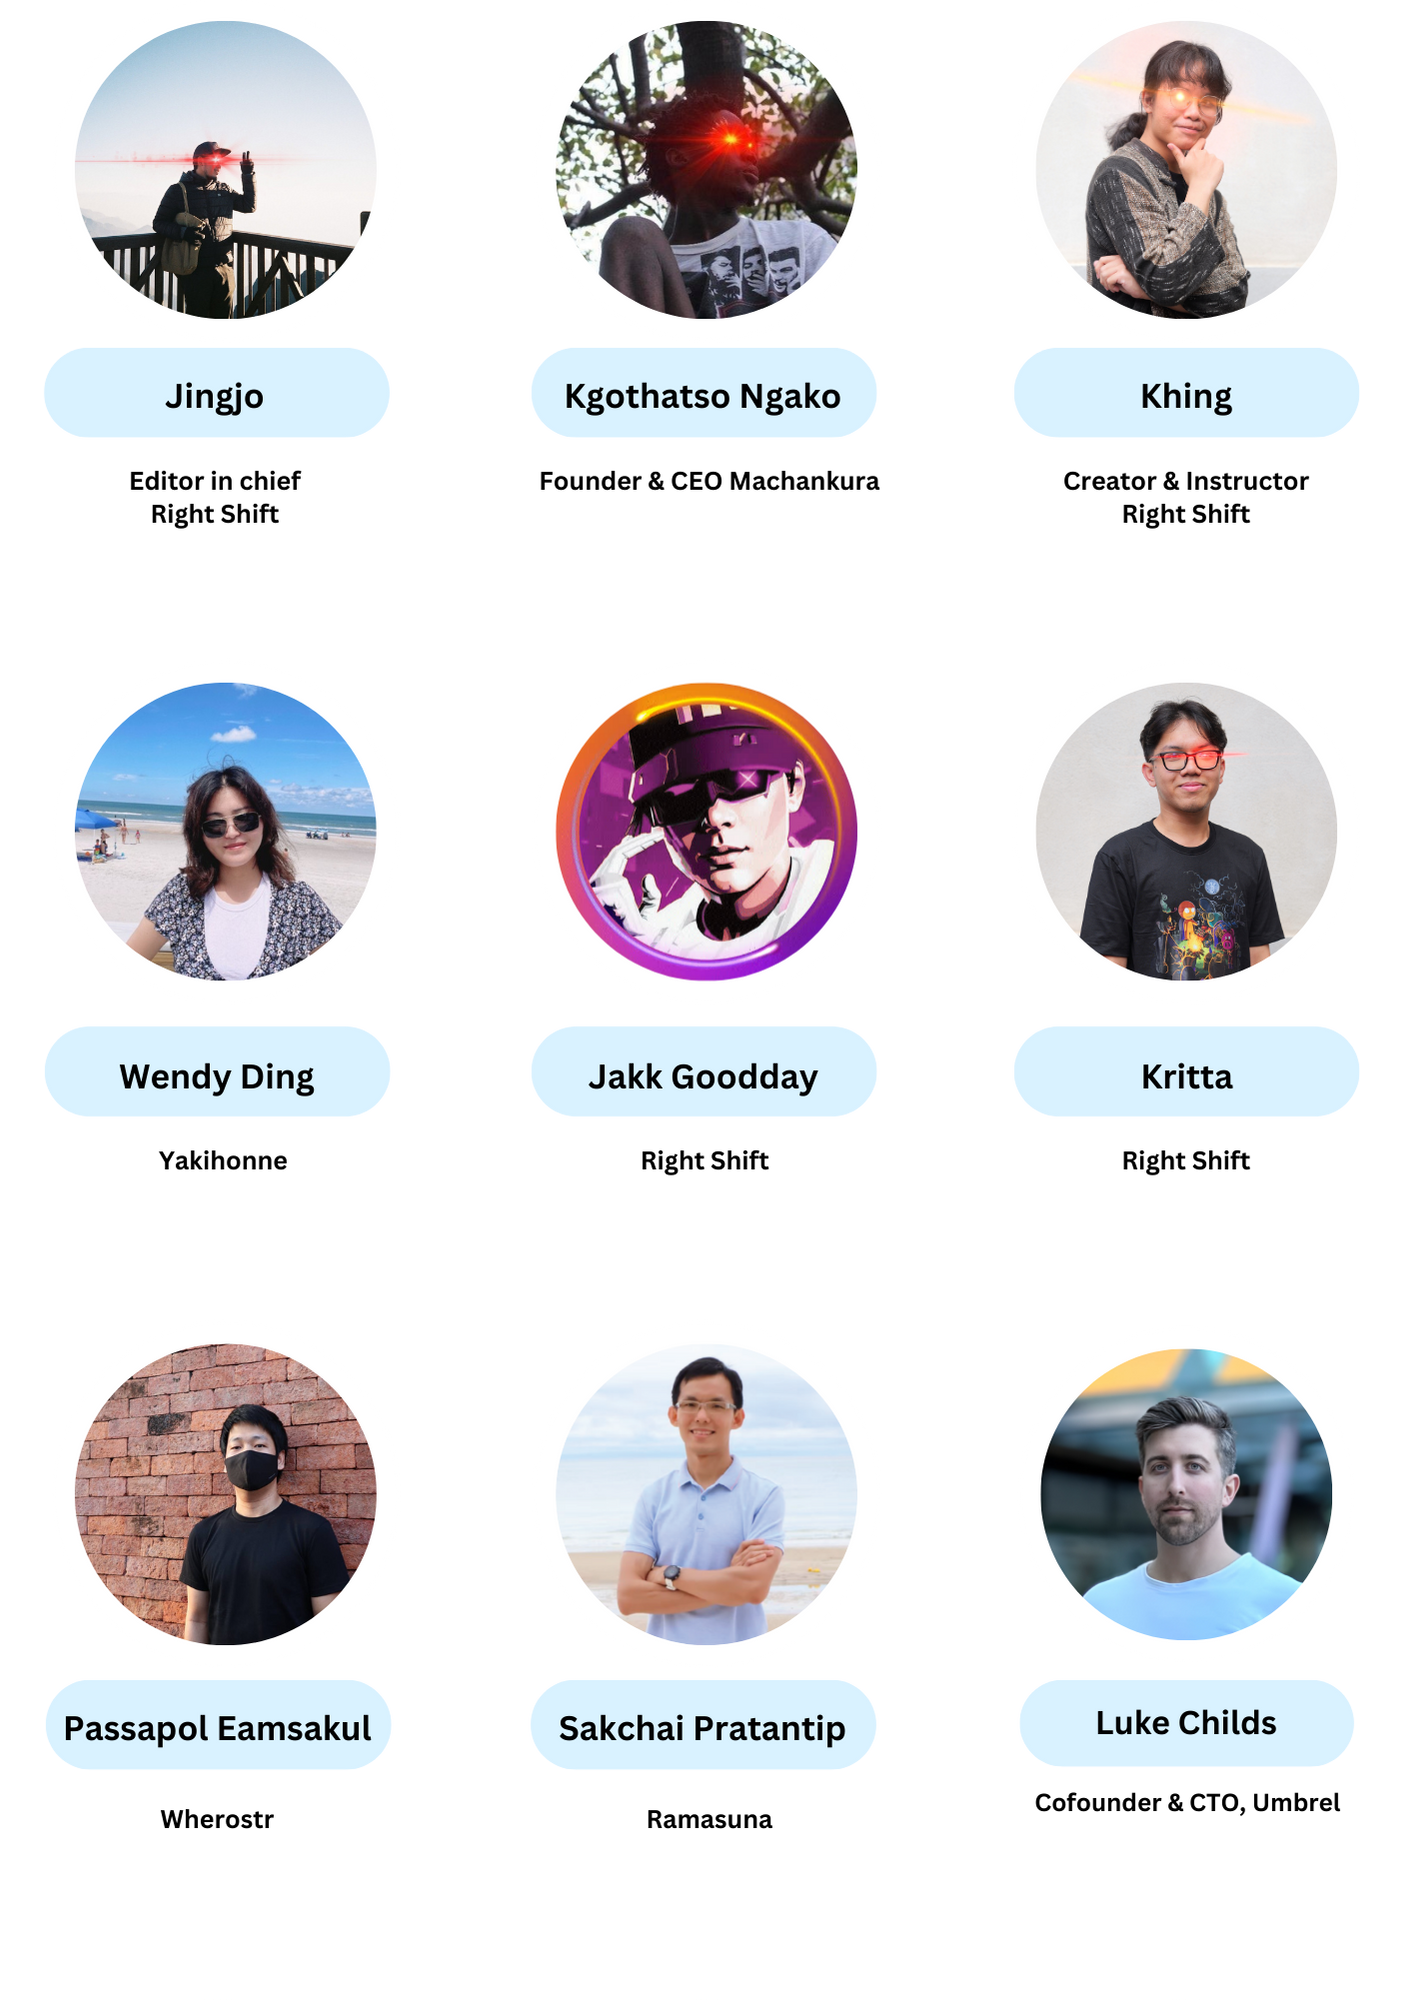 Jingjo
Editor in chief
Right Shift
Kgothatso Ngako
Founder & CEO Machankura
Khing
Creator & Instructor
Right Shift
Wendy Ding
Yakihonne
Jakk Goodday
Right Shift
Kritta
Right Shift
Passapol Eamsakul
Wherostr
Sakchai Pratantip
Ramasuna
Luke Childs
Cofounder & CTO, Umbrel